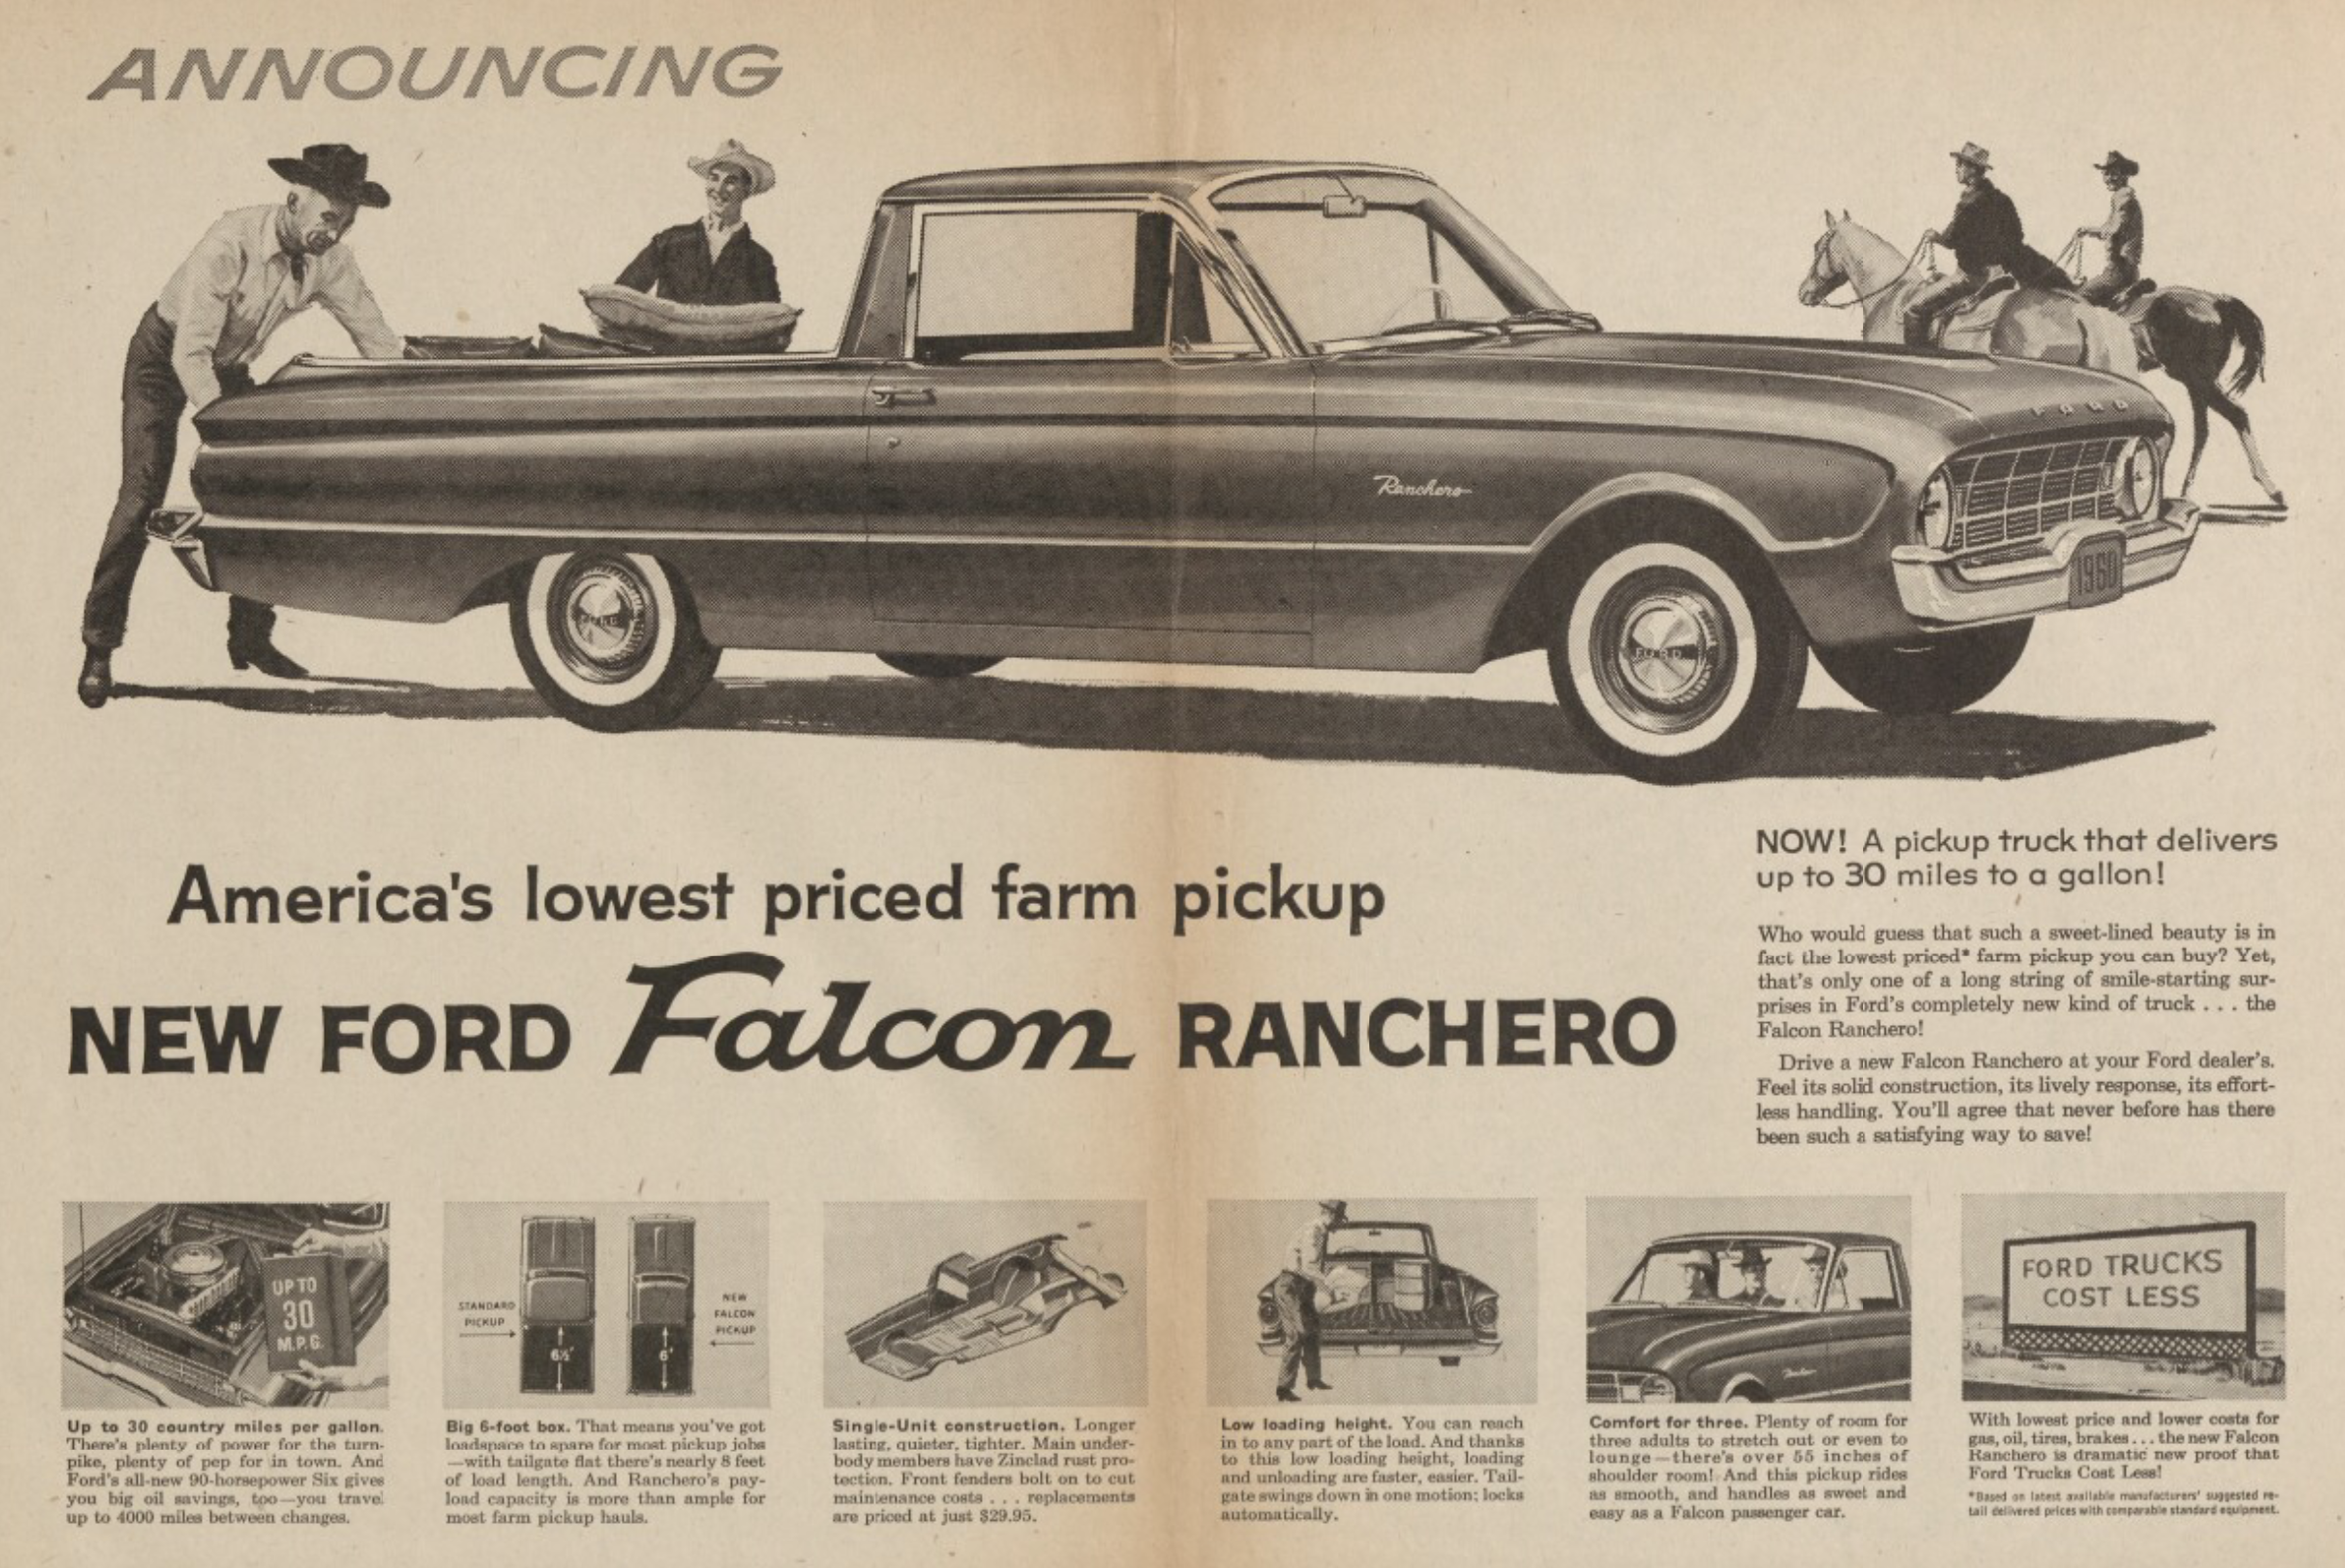 ANNOUNCING
FORD
Ranchero
1960
FORD
FORD
America's lowest priced farm pickup
NEW FORD Falcon RANCHERO
NOW! A pickup truck that delivers
up to 30 miles to a gallon!
Who would guess that such a sweet-lined beauty is in
fact the lowest priced* farm pickup you can buy? Yet,
that's only one of a long string of smile-starting sur-
prises in Ford's completely new kind of truck . . . the
Falcon Ranchero!
Drive a new Falcon Ranchero at your Ford dealer's.
Feel its solid construction, its lively response, its effort-
less handling. You'll agree that never before has there
been such a satisfying way to save!
UP TO
30
M.P.G.
Up to 30 country miles per gallon.
There's plenty of power for the turn-
pike, plenty of pep for in town. And
Ford's all-new 90-horsepower Six gives
you big oil savings, too—you travel
up to 4000 miles between changes.
STANDARD
PICKUP
6½'
6'
NEW
FALCON
PICKUP
Big 6-foot box. That means you've got
loadspace to spare for most pickup jobs
—with tailgate flat there's nearly 8 feet
of load length. And Ranchero's pay-
load capacity is more than ample for
most farm pickup hauls.
Single-Unit construction. Longer
lasting, quieter, tighter. Main under-
body members have Zinclad rust pro-
tection. Front fenders bolt on to cut
maintenance costs . . . replacements
are priced at just $29.95.
Low loading height. You can reach
in to any part of the load. And thanks
to this low loading height, loading
and unloading are faster, easier. Tail-
gate swings down in one motion; locks
automatically.
Ranchero
Comfort for three. Plenty of room for
three adults to stretch out or even to
lounge—there's over 55 inches of
shoulder room! And this pickup rides
as smooth, and handles as sweet and
easy as a Falcon passenger car.
FORD TRUCKS
COST LESS
With lowest price and lower costs for
gas, oil, tires, brakes . . . the new Falcon
Ranchero is dramatic new proof that
Ford Trucks Cost Less!
*Based on latest available manufacturers' suggested re-
tail delivered prices with comparable standard equipment.